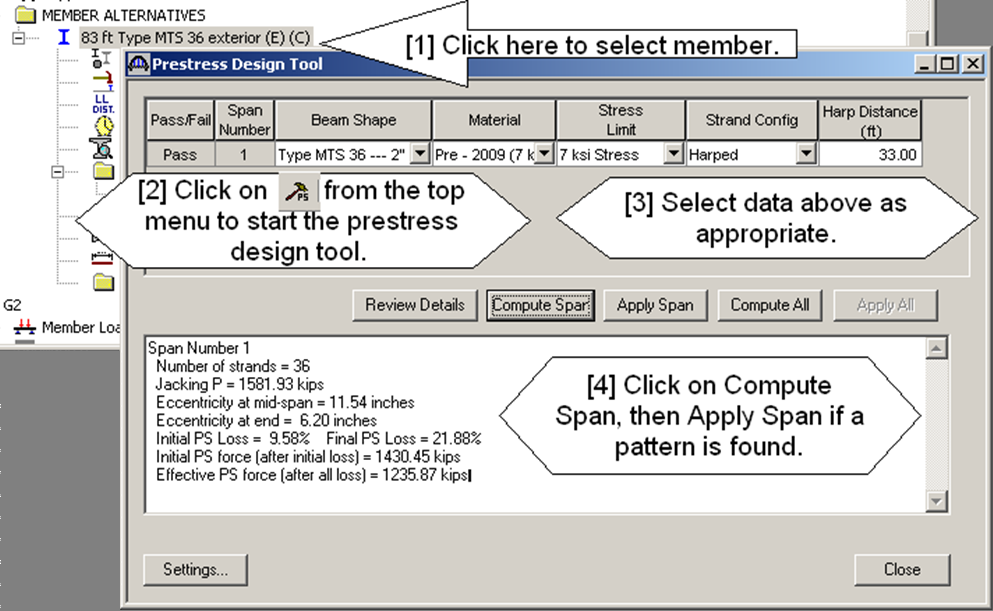 MEMBER ALTERNATIVES
83 ft Type MTS 36 exterior (E) (C)
[1] Click here to select member.
Prestress Design Tool
LL
DIST.
Pass/Fail
Span
Number
Beam Shape
Material
Stress
Limit
Strand Config
Harp Distance
(ft)
Pass
1
Type MTS 36 --- 2"
Pre - 2009 (7 k
7 ksi Stress
Harped
33.00
[2] Click on PS from the top
menu to start the prestress
design tool.
[3] Select data above as
appropriate.
G2
Member Loa
Review Details
Compute Span
Apply Span
Compute All
Apply All
Span Number 1
Number of strands = 36
Jacking P = 1581.93 kips
Eccentricity at mid-span = 11.54 inches
Eccentricity at end = 6.20 inches
Initial PS Loss = 9.58% Final PS Loss = 21.88%
Initial PS force (after initial loss) = 1430.45 kips
Effective PS force (after all loss) = 1235.87 kips
[4] Click on Compute
Span, then Apply Span if a
pattern is found.
Settings...
Close